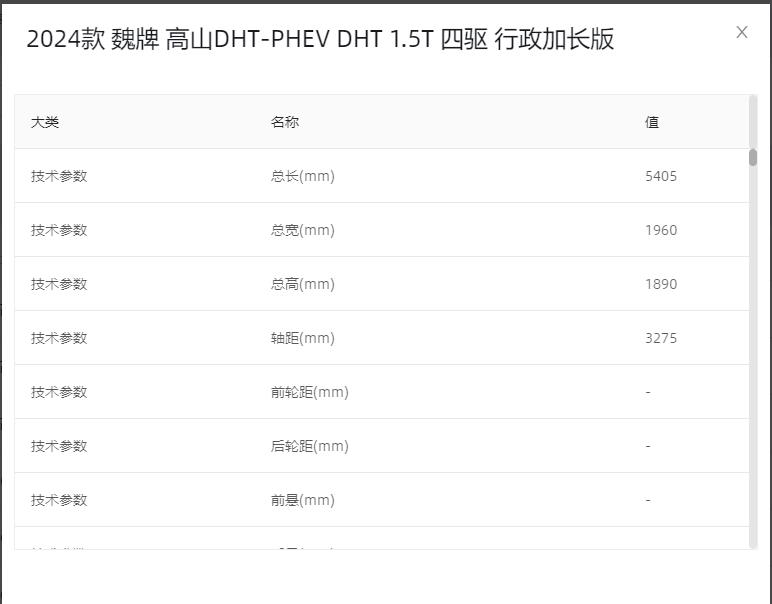 2024款 魏牌 高山DHT-PHEV DHT 1.5T 四驱 行政加长版
大类 名称 值
技术参数 总长(mm) 5405
技术参数 总宽(mm) 1960
技术参数 总高(mm) 1890
技术参数 轴距(mm) 3275
技术参数 前轮距(mm) -
技术参数 后轮距(mm) -
技术参数 前悬(mm) -